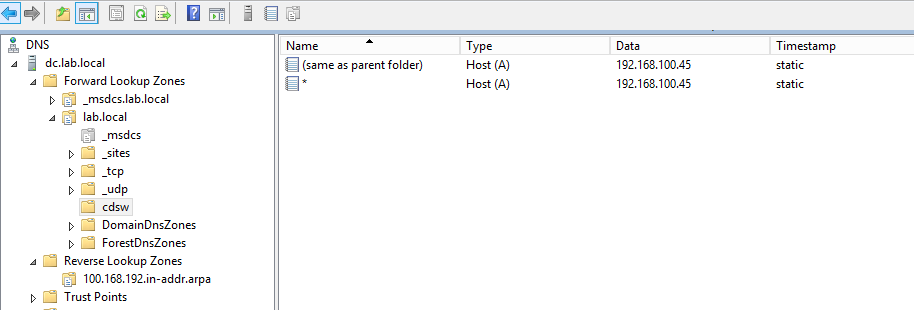 DNS
dc.lab.local
Forward Lookup Zones
_msdcs.lab.local
lab.local
_msdcs
_sites
_tcp
_udp
cdsw
DomainDnsZones
ForestDnsZones
Reverse Lookup Zones
100.168.192.in-addr.arpa
Trust Points
Name Type Data Timestamp
(same as parent folder) Host (A) 192.168.100.45 static
* Host (A) 192.168.100.45 static